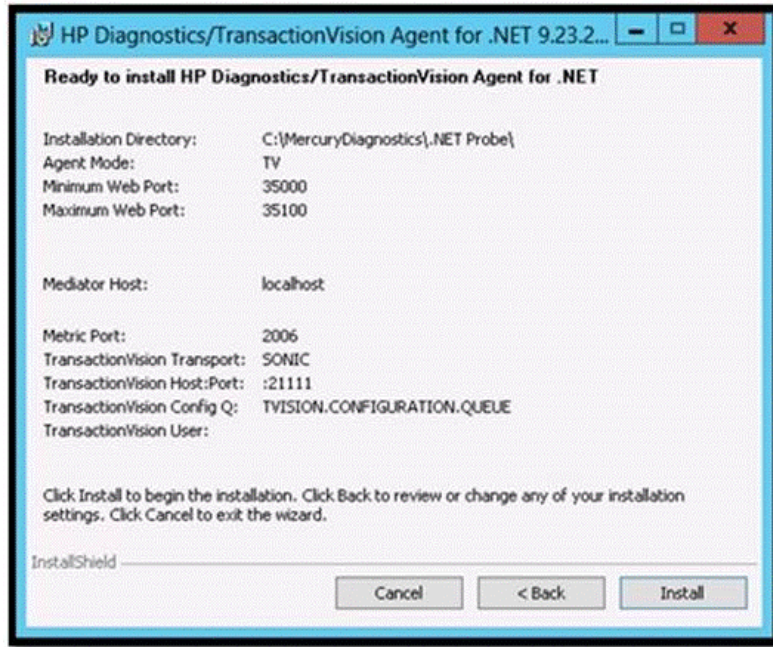 HP Diagnostics/TransactionVision Agent for .NET 9.23.2...
Ready to install HP Diagnostics/TransactionVision Agent for .NET
Installation Directory: C:\MercuryDiagnostics\.NET Probe\
Agent Mode: TV
Minimum Web Port: 35000
Maximum Web Port: 35100
Mediator Host: localhost
Metric Port: 2006
TransactionVision Transport: SONIC
TransactionVision Host:Port: :21111
TransactionVision Config Q: TVISION.CONFIGURATION.QUEUE
TransactionVision User:
Click Install to begin the installation. Click Back to review or change any of your installation
settings. Click Cancel to exit the wizard.
InstallShield
Cancel < Back Install